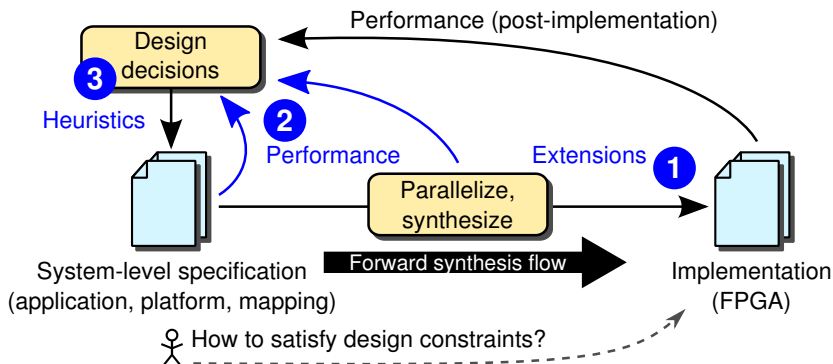 Performance (post-implementation)
Design
decisions
3
Heuristics
2
Performance
Extensions
1
Parallelize,
synthesize
System-level specification
(application, platform, mapping)
Forward synthesis flow
Implementation
(FPGA)
How to satisfy design constraints?